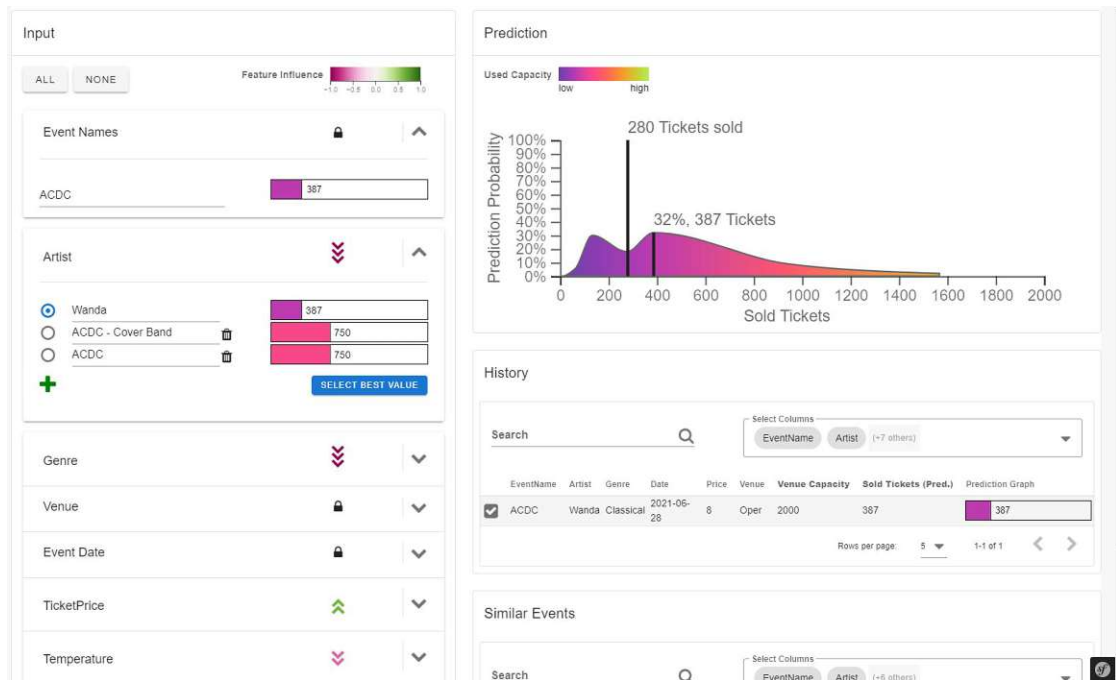 Input
ALL NONE
Feature Influence
-1.0 -0.5 0.0 0.5 1.0
Event Names
ACDC 387
Artist
Wanda 387
ACDC - Cover Band 750
ACDC 750
SELECT BEST VALUE
Genre
Venue
Event Date
TicketPrice
Temperature
Prediction
Used Capacity
low high
280 Tickets sold
32%, 387 Tickets
Prediction Probability
100%
90%
80%
70%
60%
50%
40%
30%
20%
10%
0%
0 200 400 600 800 1000 1200 1400 1600 1800 2000
Sold Tickets
History
Search
Select Columns
EventName Artist (+7 others)
EventName Artist Genre Date Price Venue Venue Capacity Sold Tickets (Pred.) Prediction Graph
ACDC Wanda Classical 2021-06-28 8 Oper 2000 387 387
Rows per page: 5 1-1 of 1
Similar Events
Search
Select Columns
EventName Artist (+6 others)
sf